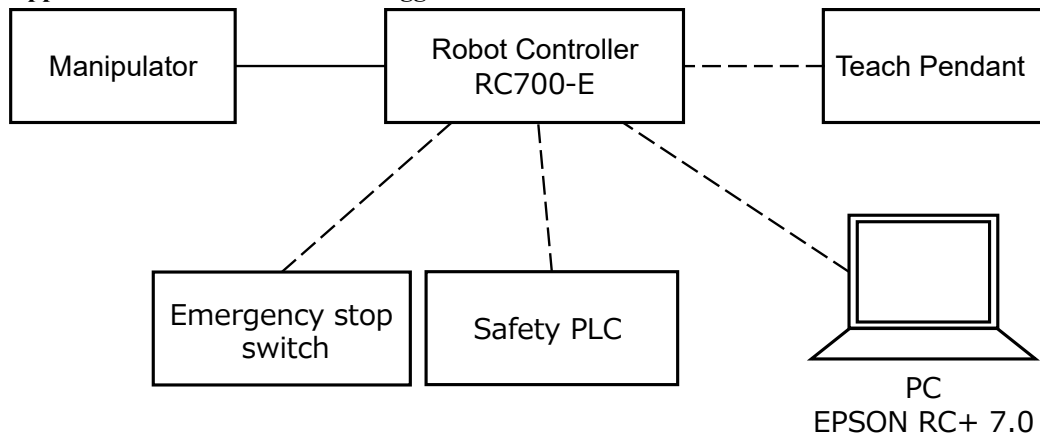 Manipulator
Robot Controller
RC700-E
Teach Pendant
Emergency stop
switch
Safety PLC
PC
EPSON RC+ 7.0